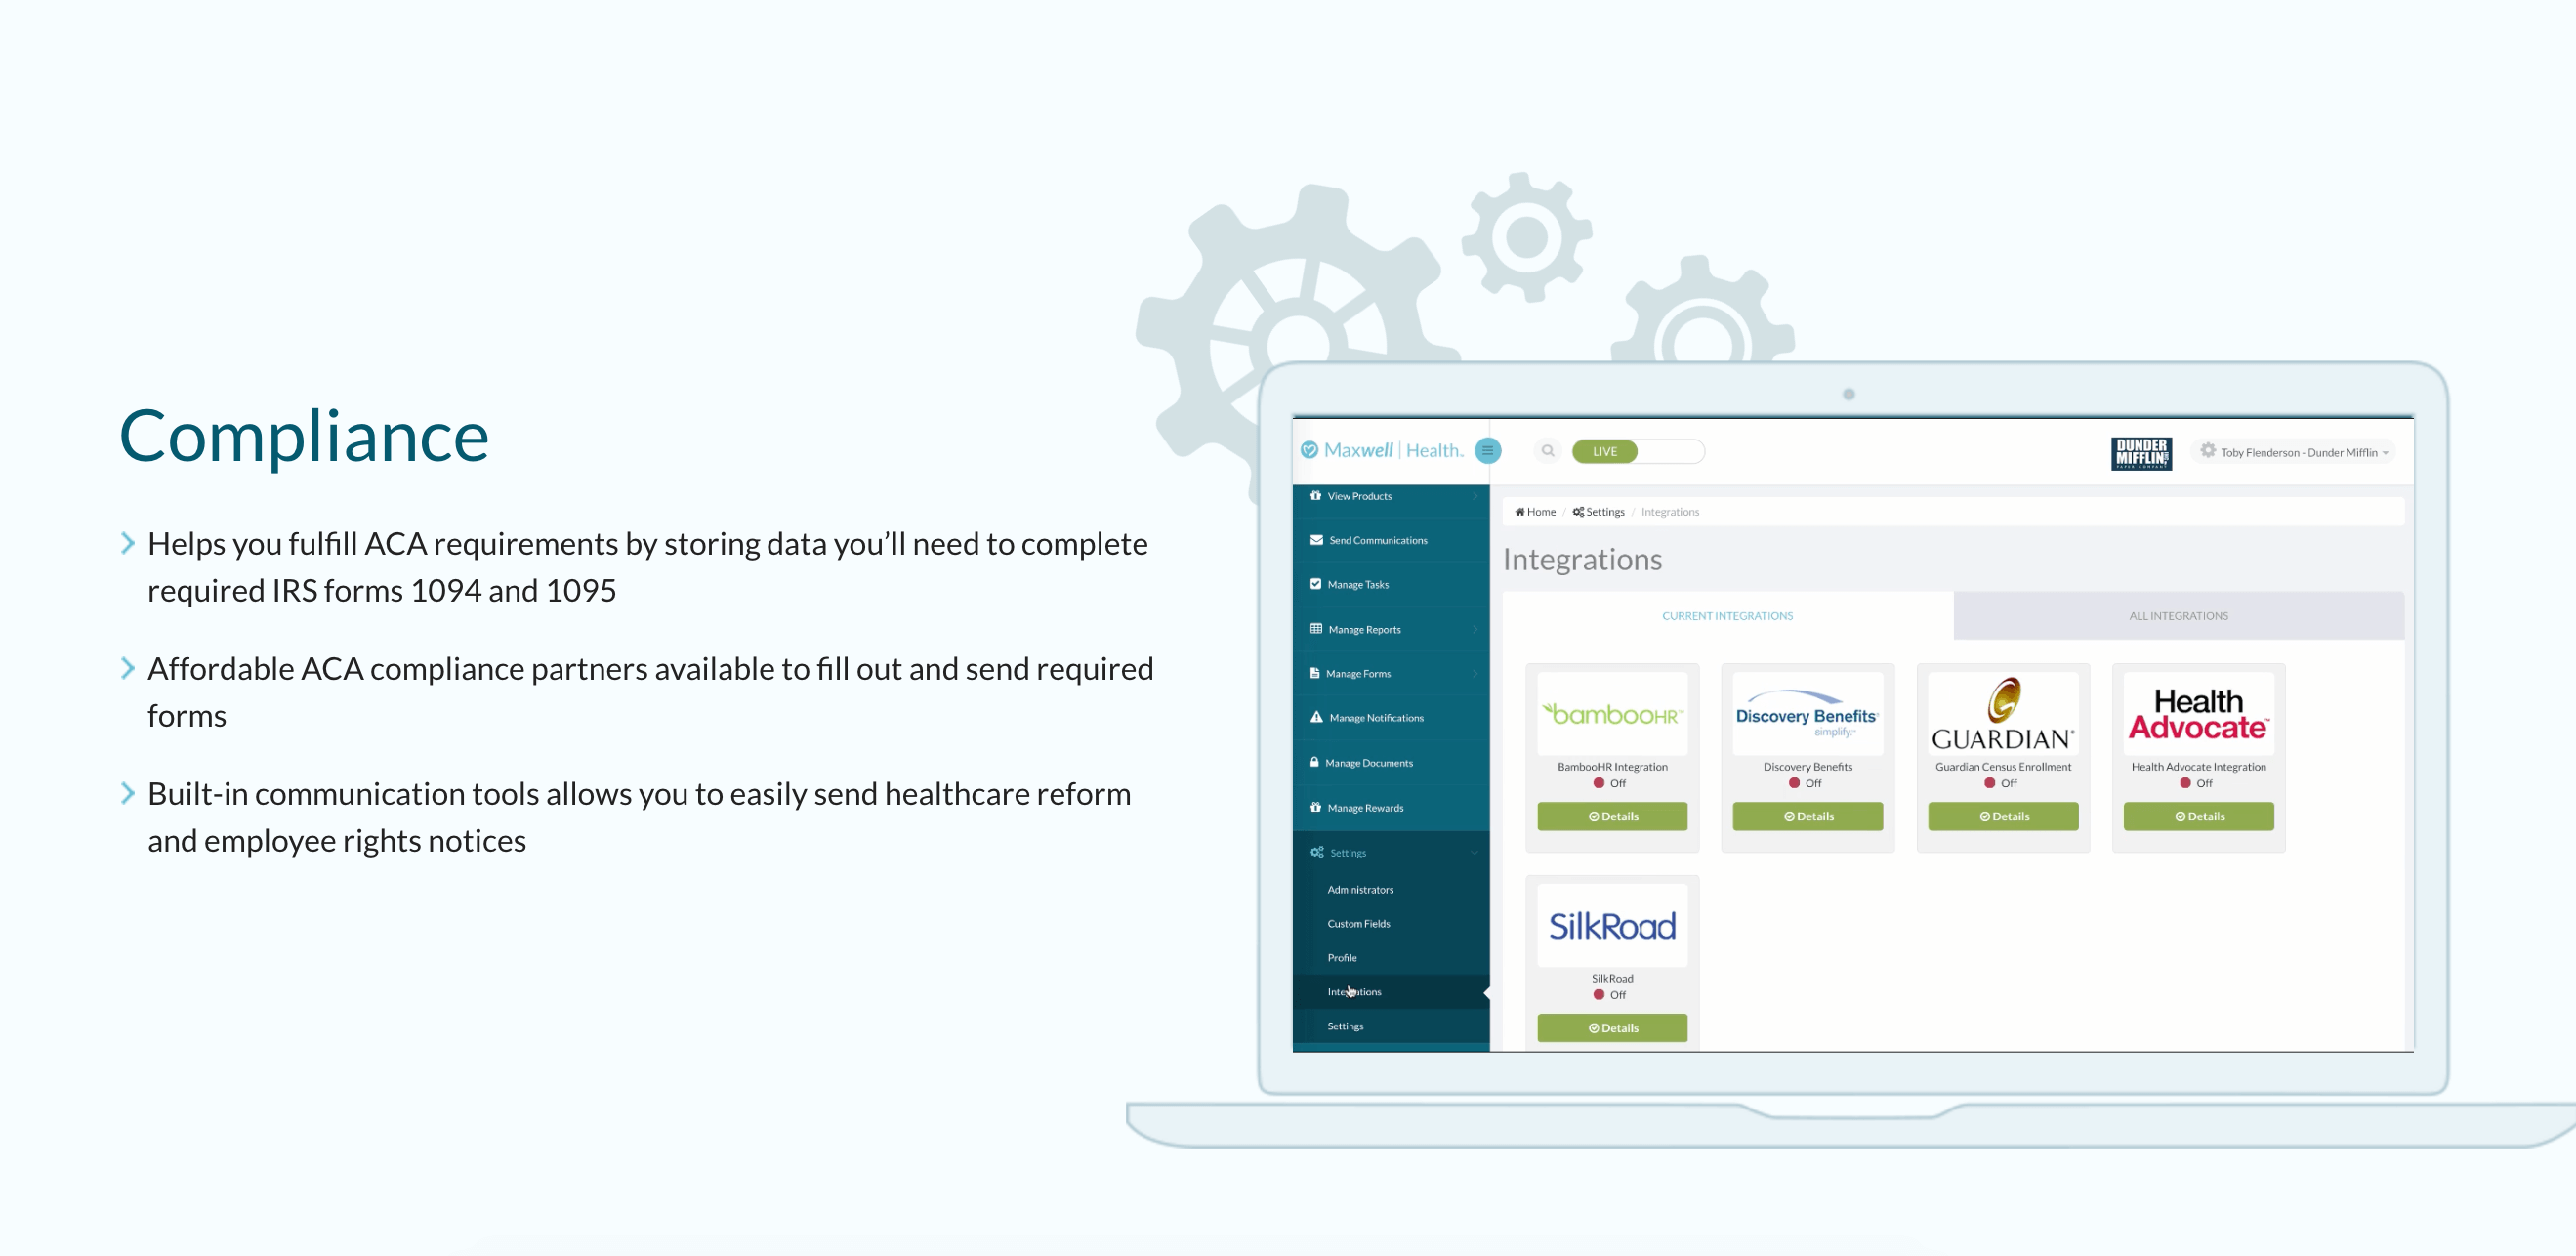 Compliance
Helps you fulfill ACA requirements by storing data you’ll need to complete
required IRS forms 1094 and 1095
Affordable ACA compliance partners available to fill out and send required
forms
Built-in communication tools allows you to easily send healthcare reform
and employee rights notices
Maxwell | Health.
LIVE
DUNDER
MIFFLIN
PAPER COMPANY
Toby Flenderson - Dunder Mifflin
View Products
Send Communications
Manage Tasks
Manage Reports
Manage Forms
Manage Notifications
Manage Documents
Manage Rewards
Settings
Administrators
Custom Fields
Profile
Integrations
Settings
Home / Settings / Integrations
Integrations
CURRENT INTEGRATIONS
ALL INTEGRATIONS
bambooHR™
BambooHR Integration
Off
Details
Discovery Benefits®
simplify.™
Discovery Benefits
Off
Details
GUARDIAN®
Guardian Census Enrollment
Off
Details
Health
Advocate™
Health Advocate Integration
Off
Details
SilkRoad
SilkRoad
Off
Details